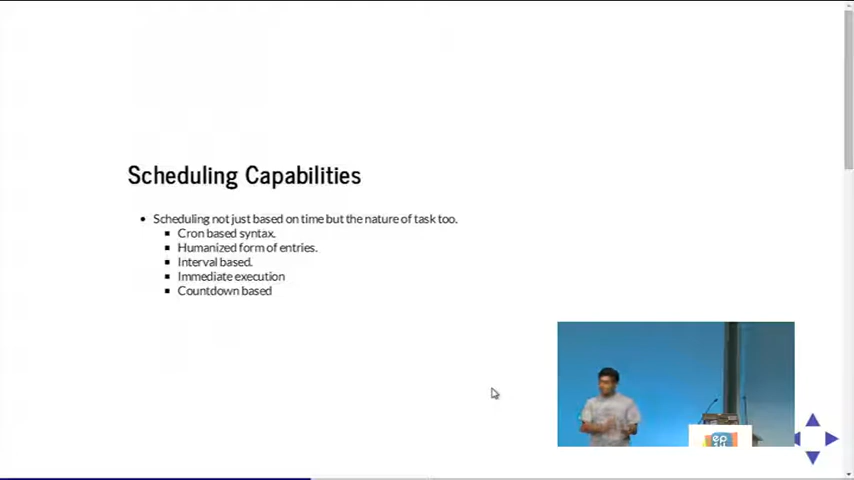 Scheduling Capabilities
Scheduling not just based on time but the nature of task too.
Cron based syntax.
Humanized form of entries.
Interval based.
Immediate execution
Countdown based
ep